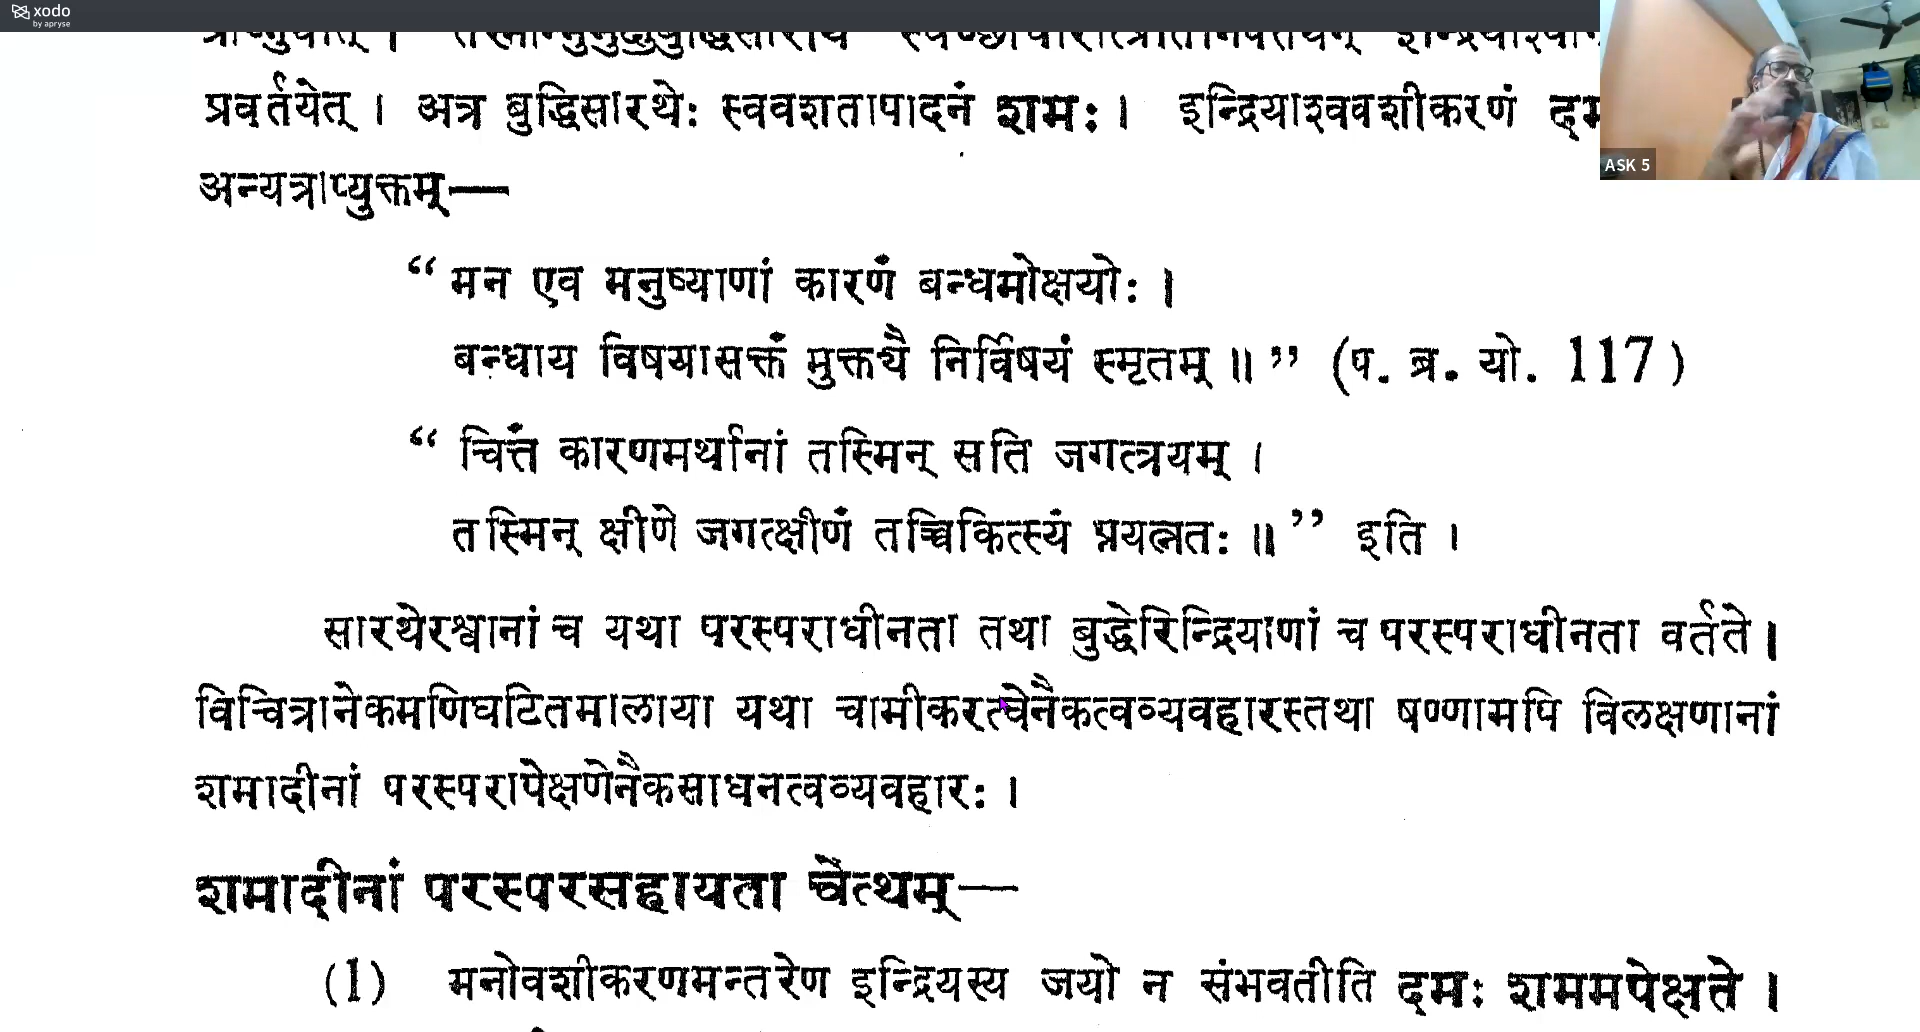 xodo
by apryse
प्रवर्तयेत् । अत्र बुद्धिसारथेः स्ववशतापादनं शमः । इन्द्रियाश्ववशीकरणं
ASK 5
अन्यत्राप्युक्तम्—
“ मन एव मनुष्याणां कारणं बन्धमोक्षयोः ।
बन्धाय विषयासक्तं मुक्त्यै निर्विषयं स्मृतम् ॥ ” (प. ब्र. यो. 117 )
“ चित्तं कारणमर्थानां तस्मिन् सति जगत्त्रयम् ।
तस्मिन् क्षीणे जगत्क्षीणं तच्चिकित्स्यं प्रयत्नतः ॥ ” इति ।
सारथेरश्वानां च यथा परस्पराधीनता तथा बुद्धेरिन्द्रियाणां च परस्पराधीनता वर्तते ।
विचित्रानेकमणिघटितमालाया यथा चामीकरत्वेनैकत्वव्यवहारस्तथा षण्णामपि विलक्षणानां
शमादीनां परस्परापेक्षणेनैकसाधनत्वव्यवहारः ।
शमादीनां परस्परसहायता चेत्थम्—
(1) मनोवशीकरणमन्तरेण इन्द्रियस्य जयो न संभवतीति दमः शममपेक्षते ।